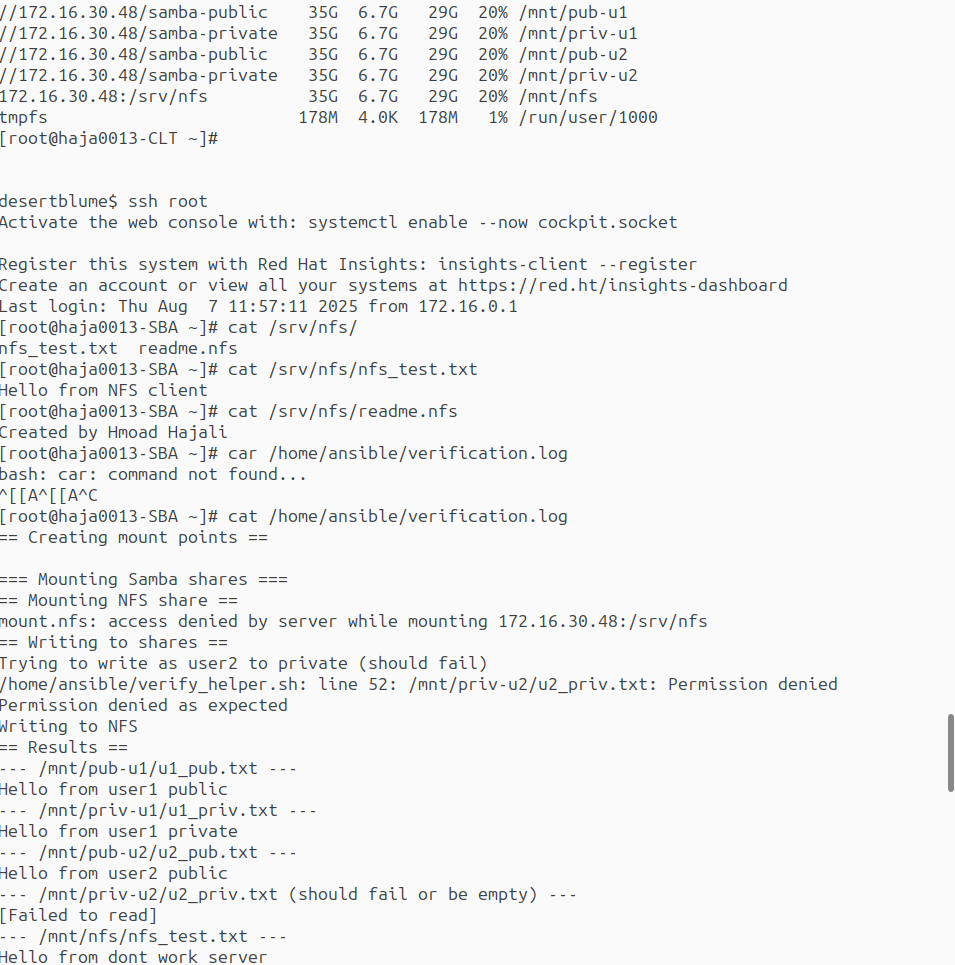 //172.16.30.48/samba-public    35G  6.7G   29G  20% /mnt/pub-u1
//172.16.30.48/samba-private   35G  6.7G   29G  20% /mnt/priv-u1
//172.16.30.48/samba-public    35G  6.7G   29G  20% /mnt/pub-u2
//172.16.30.48/samba-private   35G  6.7G   29G  20% /mnt/priv-u2
172.16.30.48:/srv/nfs          35G  6.7G   29G  20% /mnt/nfs
tmpfs                         178M  4.0K  178M   1% /run/user/1000
[root@haja0013-CLT ~]#
desertblume$ ssh root
Activate the web console with: systemctl enable --now cockpit.socket
Register this system with Red Hat Insights: insights-client --register
Create an account or view all your systems at https://red.ht/insights-dashboard
Last login: Thu Aug  7 11:57:11 2025 from 172.16.0.1
[root@haja0013-SBA ~]# cat /srv/nfs/
nfs_test.txt  readme.nfs
[root@haja0013-SBA ~]# cat /srv/nfs/nfs_test.txt
Hello from NFS client
[root@haja0013-SBA ~]# cat /srv/nfs/readme.nfs
Created by Hmoad Hajali
[root@haja0013-SBA ~]# car /home/ansible/verification.log
bash: car: command not found...
^[[A^[[A^C
[root@haja0013-SBA ~]# cat /home/ansible/verification.log
== Creating mount points ==
=== Mounting Samba shares ===
== Mounting NFS share ==
mount.nfs: access denied by server while mounting 172.16.30.48:/srv/nfs
== Writing to shares ==
Trying to write as user2 to private (should fail)
/home/ansible/verify_helper.sh: line 52: /mnt/priv-u2/u2_priv.txt: Permission denied
Permission denied as expected
Writing to NFS
== Results ==
--- /mnt/pub-u1/u1_pub.txt ---
Hello from user1 public
--- /mnt/priv-u1/u1_priv.txt ---
Hello from user1 private
--- /mnt/pub-u2/u2_pub.txt ---
Hello from user2 public
--- /mnt/priv-u2/u2_priv.txt (should fail or be empty) ---
[Failed to read]
--- /mnt/nfs/nfs_test.txt ---
Hello from dont work server